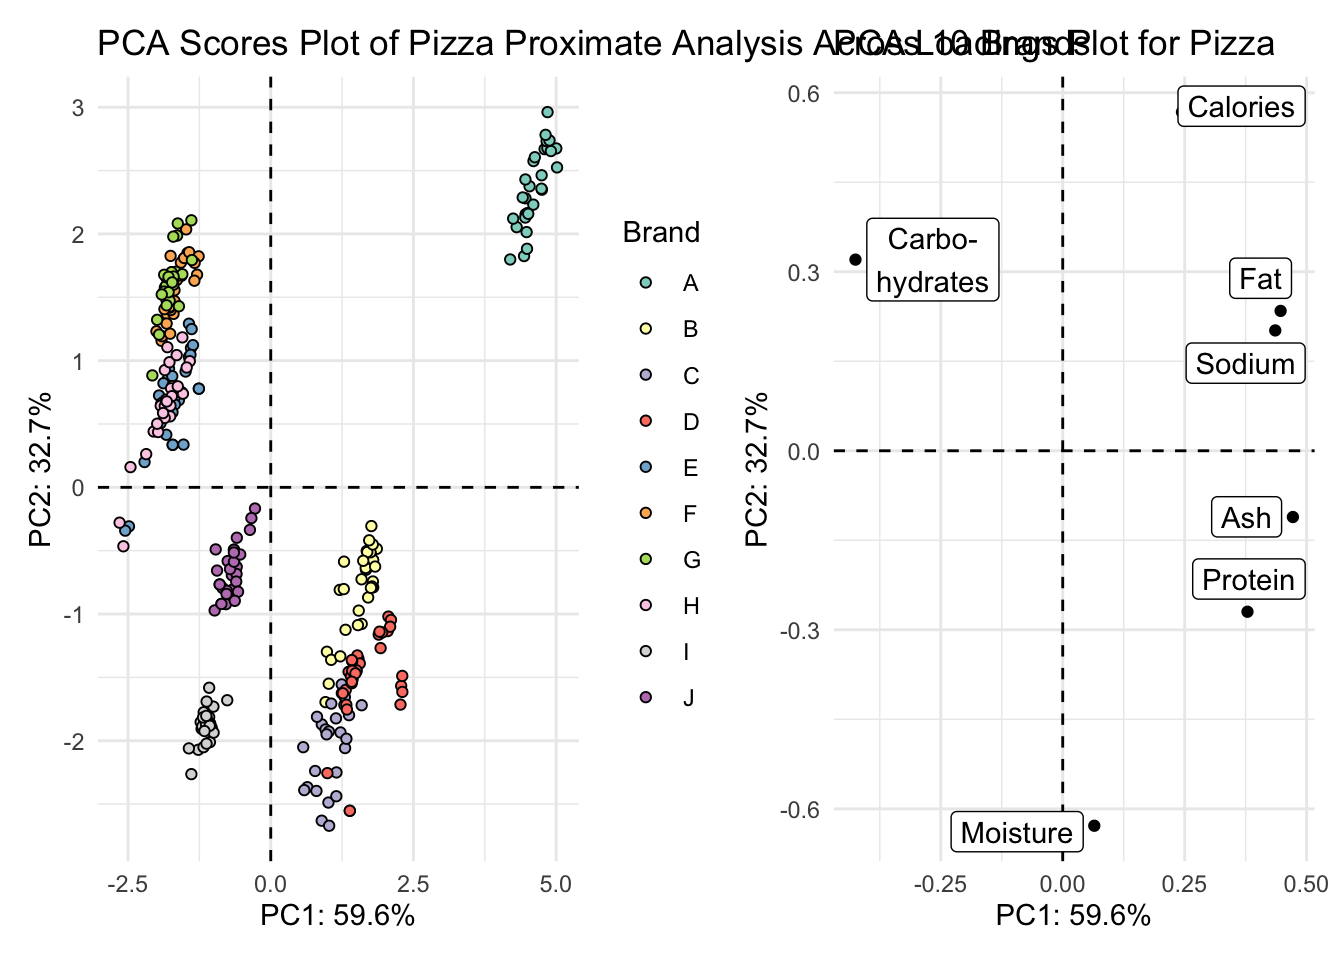 PCA Scores Plot of Pizza Proximate Analysis Across 10 Brands
PCA Loadings Plot for Pizza
3
2
1
0
-1
-2
-2.5
0.0
2.5
5.0
PC1: 59.6%
PC2: 32.7%
Brand
A
B
C
D
E
F
G
H
I
J
0.6
0.3
0.0
-0.3
-0.6
-0.25
0.00
0.25
0.50
PC1: 59.6%
PC2: 32.7%
Calories
Carbo-
hydrates
Fat
Sodium
Ash
Protein
Moisture